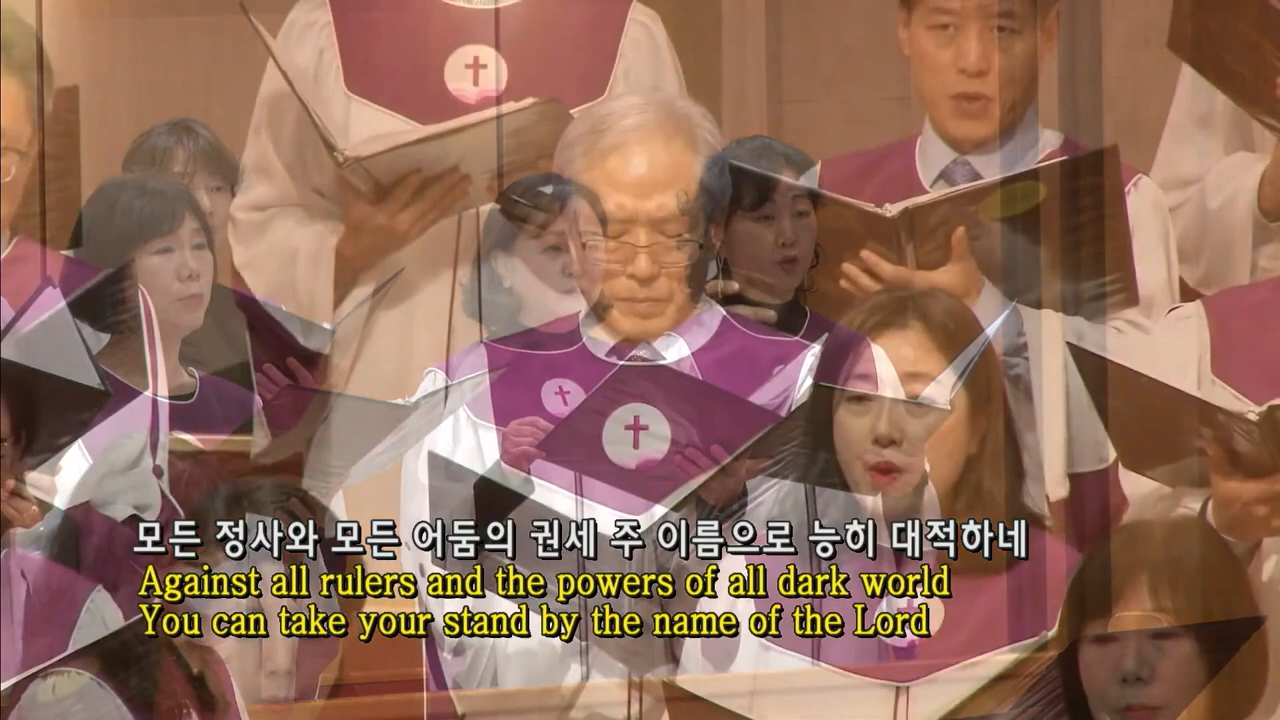 모든 정사와 모든 어둠의 권세 주 이름으로 능히 대적하네
Against all rulers and the powers of all dark world
You can take your stand by the name of the Lord